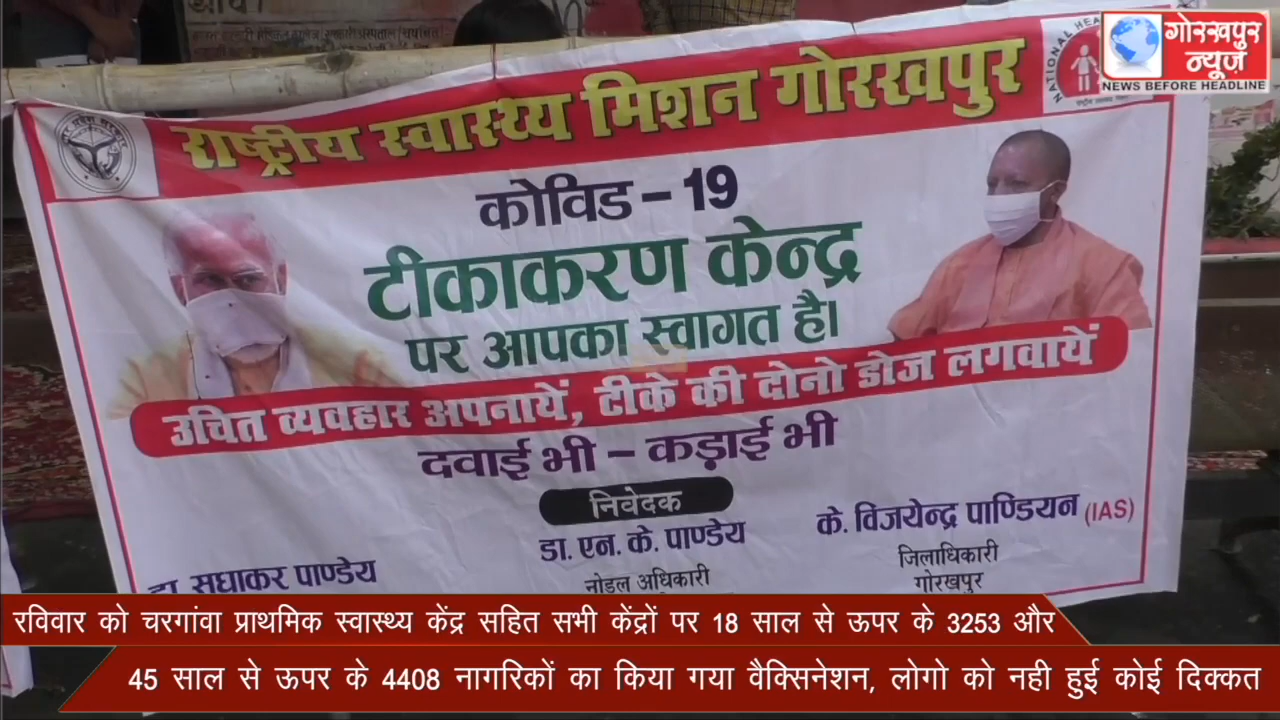 गोरखपुर
न्यूज़
NEWS BEFORE HEADLINE
राष्ट्रीय स्वास्थ्य मिशन गोरखपुर
NATIONAL HEA
कोविड – 19
टीकाकरण केन्द्र
पर आपका स्वागत है।
उचित व्यवहार अपनायें, टीके की दोनो डोज लगवायें
दवाई भी – कड़ाई भी
निवेदक
डा. सुधाकर पाण्डेय
डा. एन. के. पाण्डेय
नोडल अधिकारी
के. विजयेन्द्र पाण्डियन (IAS)
जिलाधिकारी
गोरखपुर
रविवार को चरगांवा प्राथमिक स्वास्थ्य केंद्र सहित सभी केंद्रों पर 18 साल से ऊपर के 3253 और
45 साल से ऊपर के 4408 नागरिकों का किया गया वैक्सिनेशन, लोगो को नही हुई कोई दिक्कत